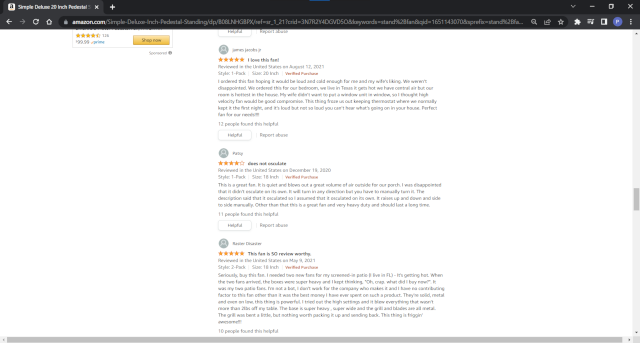 Simple Deluxe 20 Inch Pedestal S
amazon.com/Simple-Deluxe-Inch-Pedestal-Standing/dp/B08LNHGBPX/ref=sr_1_21?crid=3N7R2Y4DGVD5O&keywords=stand%2Bfan&qid=1651143070&sprefix=stand%2Bfa...
Shop now
Sponsored
Helpful
Report abuse
james jacobs jr
I love this fan!
Reviewed in the United States on August 12, 2021
Style: 1-Pack Size: 20 Inch Verified Purchase
I ordered this fan hoping it would be loud and cold enough for me and my wife's liking. We weren't
disappointed. We ordered this for our bedroom, we live in Texas it gets hot we have central air but our
room is hottest in the house. My wife didn't want to put a window unit in window, so I thought high
velocity fan would be good compromise. This thing froze us out keeping thermostat where we normally
kept it the first night, and it's loud but not so loud you can't hear what's going on in your house. Perfect
fan for our needs!!!!
12 people found this helpful
Helpful
Report abuse
Patsy
does not osculate
Reviewed in the United States on December 19, 2020
Style: 1-Pack Size: 18 Inch Verified Purchase
This is a great fan. It is quiet and blows out a great volume of air outside for our porch. I was disappointed
that it didn't osculate on its own. It will turn in any direction but you have to manually turn it. The
description said that it osculated so I assumed that it osculated on its own. It raises up and down and side
to side manually. Other than that this is a great fan and very heavy duty and should last a long time.
11 people found this helpful
Helpful
Report abuse
Raster Disaster
This fan is SO review worthy.
Reviewed in the United States on May 9, 2021
Style: 2-Pack Size: 18 Inch Verified Purchase
Seriously, buy this fan. I needed two new fans for my screened-in patio (I live in FL) - it's getting hot. When
the two fans arrived, the boxes were super heavy and I kept thinking, "Oh, crap. what did I buy now?". It
was my two patio fans. I'm not a bot, I don't work for the company who makes it and I have no contributing
factor to this fan other than it was the best money I have ever spent on such a product. They're solid, metal
and even on low, this thing is powerful. I tried out the high settings and it blew everything that wasn't
more than 3lbs off my table. The base is super heavy , super wide and the grill and blades are all metal.
The grill was bent a little, but nothing worth packing it up and sending back. This thing is friggin'
awesome!!!
10 people found this helpful